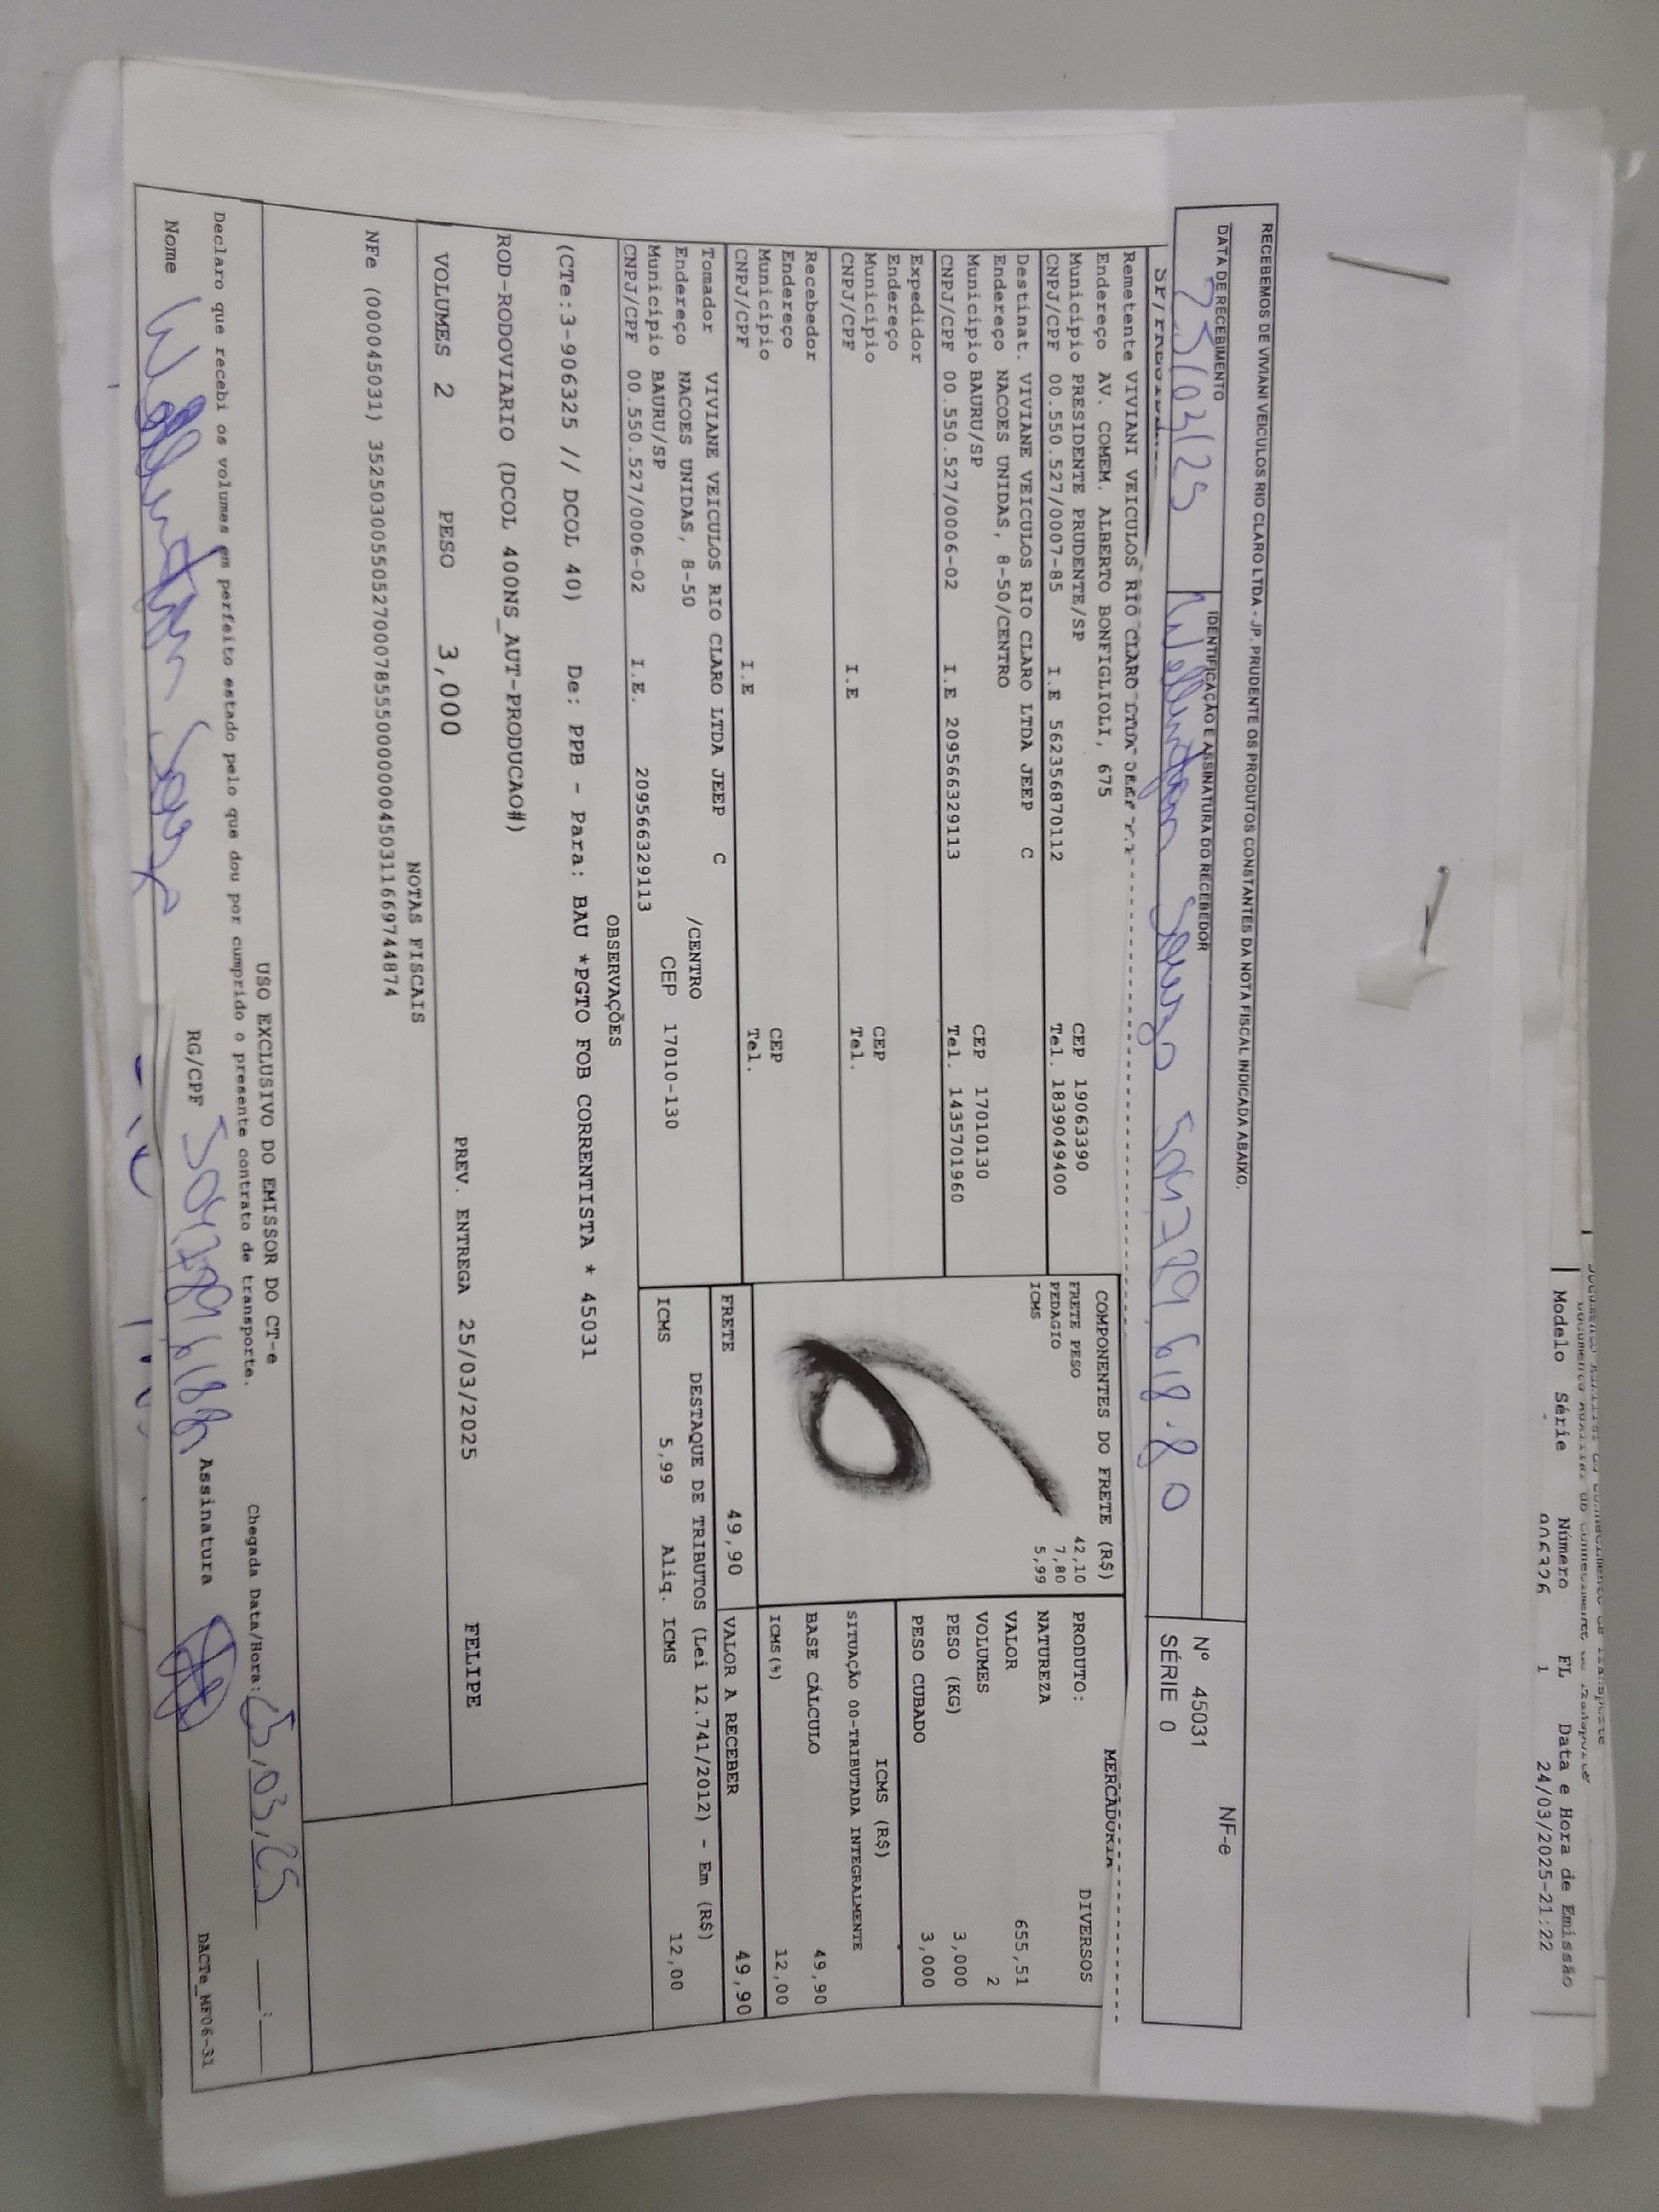 Modelo Série Número FL Data e Hora de Emissão
1 24/03/2025-21:22
RECEBEMOS DE VIVIANI VEICULOS RIO CLARO LTDA - JP. PRUDENTE OS PRODUTOS CONSTANTES DA NOTA FISCAL INDICADA ABAIXO.
NF-e
DATA DE RECEBIMENTO IDENTIFICAÇÃO E ASSINATURA DO RECEBEDOR
Nº 45031
25/03/25 Wellington Souza
SÉRIE 0
Remetente VIVIANI VEICULOS RIO CLARO LTDA
Endereço AV. COMEM. ALBERTO BONFIGLIOLI, 675
Município PRESIDENTE PRUDENTE/SP CEP 19063390
CNPJ/CPF 00.550.527/0007-85 I.E 562356870112 Tel. 1839049400
Destinat. VIVIANE VEICULOS RIO CLARO LTDA JEEP C
Endereço NACOES UNIDAS, 8-50/CENTRO
Município BAURU/SP CEP 17010130
CNPJ/CPF 00.550.527/0006-02 I.E 209566329113 Tel. 1435701960
Expedidor
Endereço
Município CEP
CNPJ/CPF I.E Tel.
Recebedor
Endereço
Município CEP
CNPJ/CPF I.E Tel.
Tomador VIVIANE VEICULOS RIO CLARO LTDA JEEP C
Endereço NACOES UNIDAS, 8-50 /CENTRO
Município BAURU/SP CEP 17010-130
CNPJ/CPF 00.550.527/0006-02 I.E. 209566329113
COMPONENTES DO FRETE (R$)
FRETE PESO 42,10
PEDAGIO 7,80
ICMS 5,99
MERCADORIA
PRODUTO: DIVERSOS
NATUREZA
VALOR 655,51
VOLUMES 2
PESO (KG) 3,000
PESO CUBADO 3,000
ICMS (R$)
SITUAÇÃO 00-TRIBUTADA INTEGRALMENTE
BASE CÁLCULO 49,90
ICMS(%) 12,00
FRETE 49,90 VALOR A RECEBER 49,90
DESTAQUE DE TRIBUTOS (Lei 12.741/2012) - Em (R$)
ICMS 5,99 Aliq. ICMS 12,00
OBSERVAÇÕES
(CTe:3-906325 // DCOL 40) De: PPB - Para: BAU *PGTO FOB CORRENTISTA * 45031
ROD-RODOVIARIO (DCOL 400NS_AUT-PRODUCAO#)
VOLUMES 2 PESO 3,000 PREV. ENTREGA 25/03/2025 FELIPE
NOTAS FISCAIS
NFe (000045031) 35250300550527000785550000000450311669744874
USO EXCLUSIVO DO EMISSOR DO CT-e
Declaro que recebi os volumes em perfeito estado pelo que dou por cumprido o presente contrato de transporte. Chegada Data/Hora: 25/03/25 ___:___
Nome Wellington Souza RG/CPF Assinatura
DACTe_MF06-31